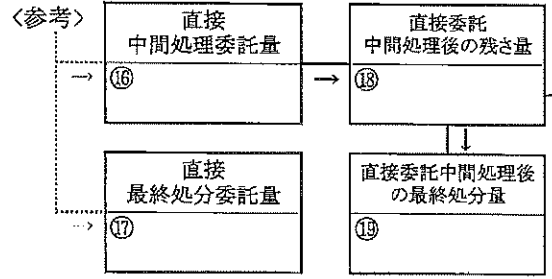 〈参考〉
直接
中間処理委託量
⑯
直接委託
中間処理後の残さ量
⑱
直接
最終処分委託量
⑰
直接委託中間処理後
の最終処分量
⑲